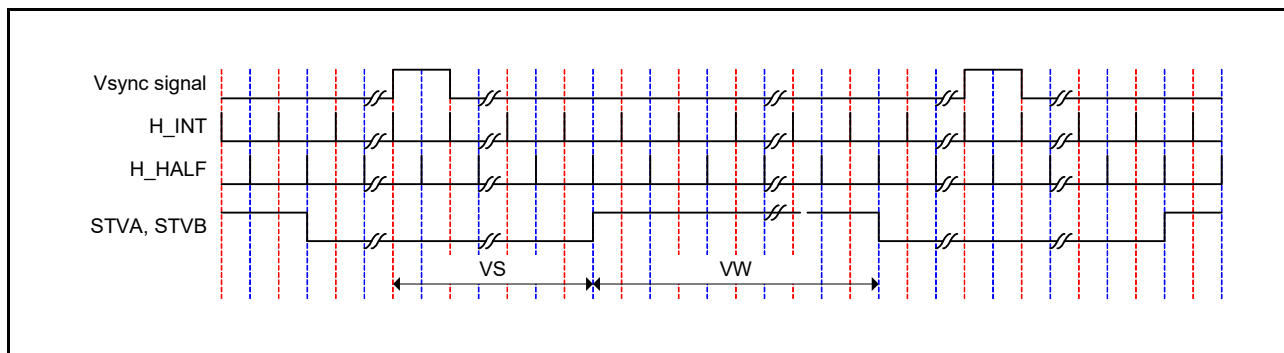 Vsync signal
H_INT
H_HALF
STVA, STVB
VS
VW